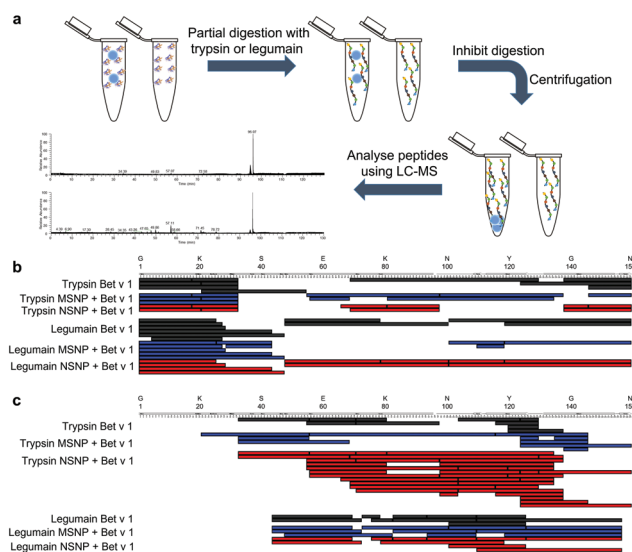 a
Partial digestion with
trypsin or legumain
Inhibit digestion
Centrifugation
Analyse peptides
using LC-MS
Time (min)
Time (min)
b
G K S E K N Y G N
1 20 40 60 80 100 120 140 15
Trypsin Bet v 1
Trypsin MSNP + Bet v 1
Trypsin NSNP + Bet v 1
Legumain Bet v 1
Legumain MSNP + Bet v 1
Legumain NSNP + Bet v 1
c
G K S E K N Y G N
1 20 40 60 80 100 120 140 15
Trypsin Bet v 1
Trypsin MSNP + Bet v 1
Trypsin NSNP + Bet v 1
Legumain Bet v 1
Legumain MSNP + Bet v 1
Legumain NSNP + Bet v 1